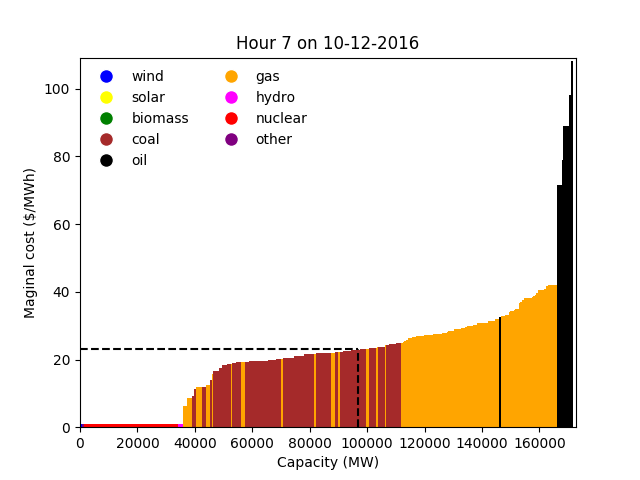 Hour 7 on 10-12-2016
Maginal cost ($/MWh)
100
80
60
40
20
0
wind
solar
biomass
coal
oil
gas
hydro
nuclear
other
0 20000 40000 60000 80000 100000 120000 140000 160000
Capacity (MW)